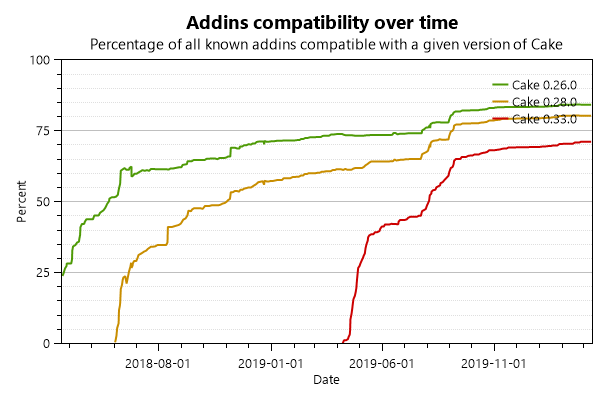 Addins compatibility over time
Percentage of all known addins compatible with a given version of Cake
100
75
50
25
0
Percent
Cake 0.26.0
Cake 0.28.0
Cake 0.33.0
2018-08-01
2019-01-01
2019-06-01
2019-11-01
Date